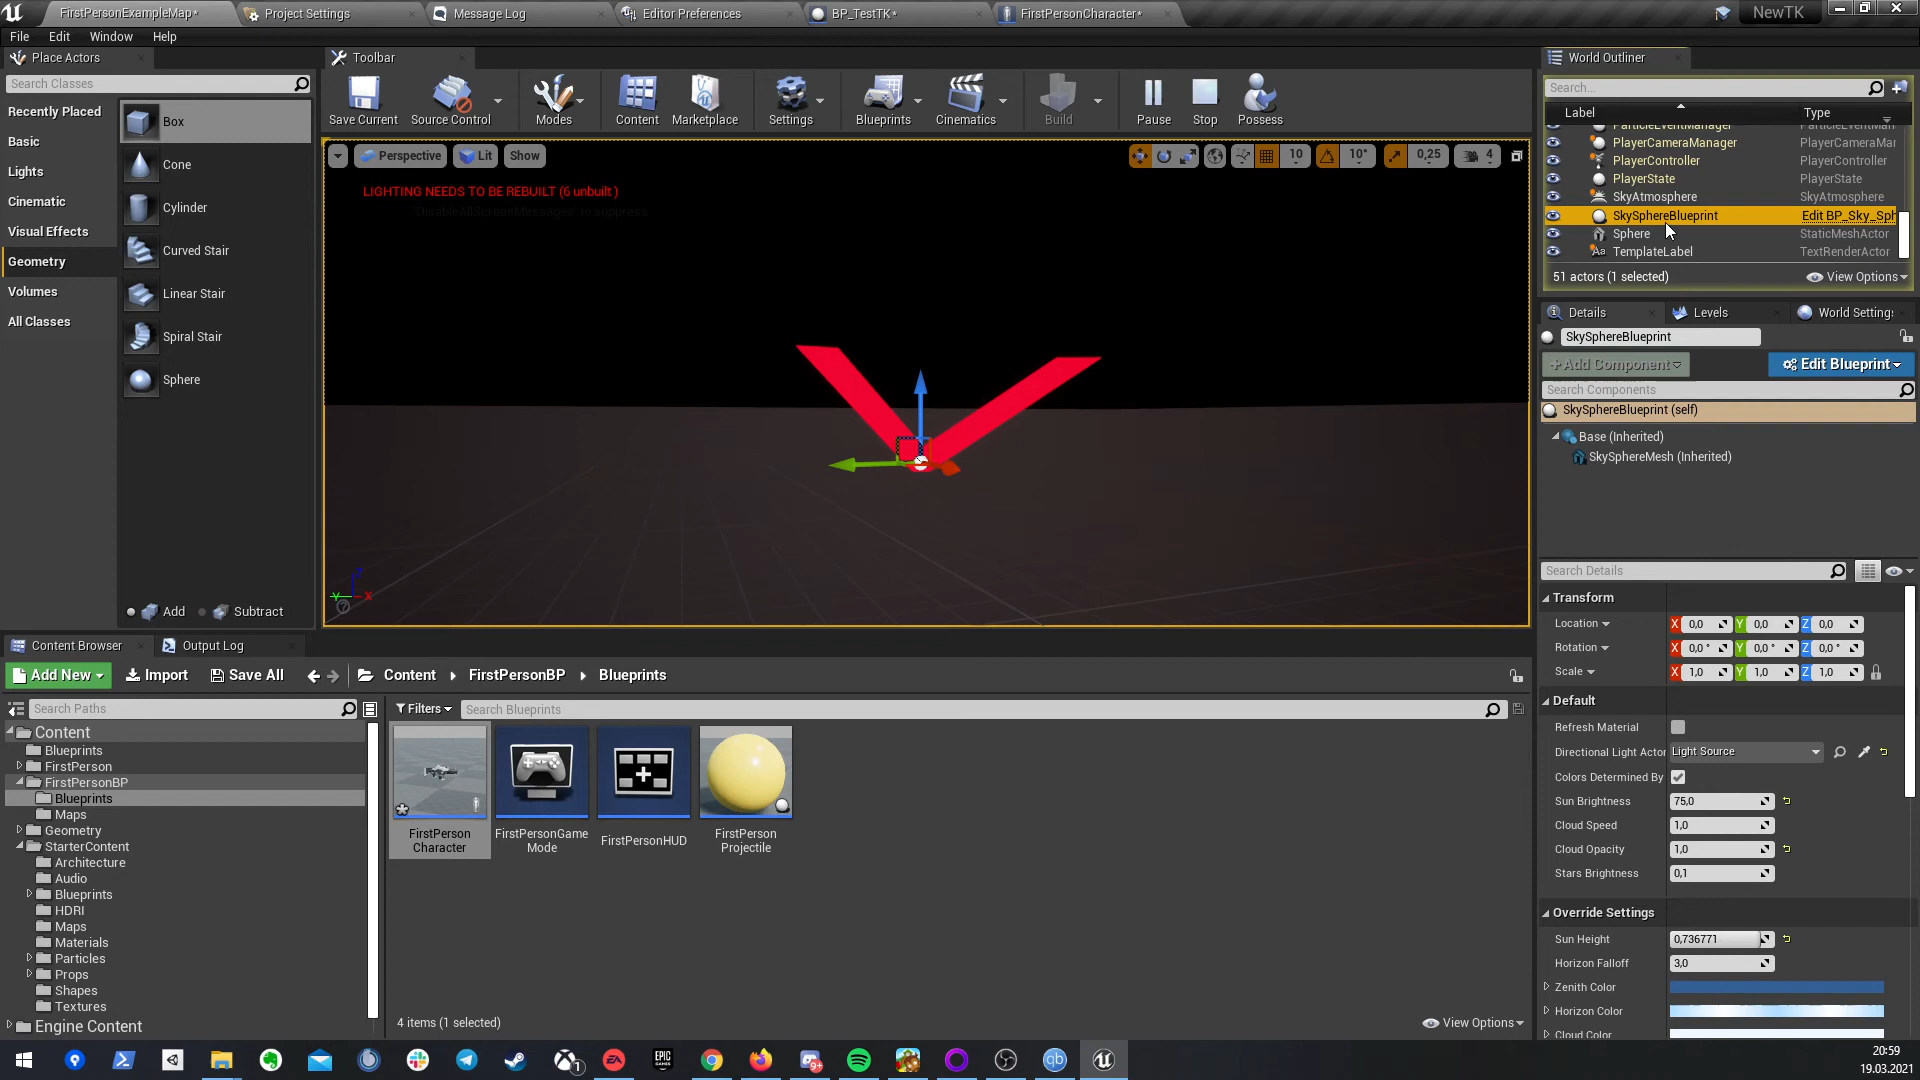 FirstPersonExampleMap*
Project Settings
Message Log
Editor Preferences
BP_TestTK*
FirstPersonCharacter*
NewTK
File
Edit
Window
Help
Place Actors
Search Classes
Recently Placed
Basic
Lights
Cinematic
Visual Effects
Geometry
Volumes
All Classes
Box
Cone
Cylinder
Curved Stair
Linear Stair
Spiral Stair
Sphere
Add
Subtract
Toolbar
Save Current
Source Control
Modes
Content
Marketplace
Settings
Blueprints
Cinematics
Build
Pause
Stop
Possess
Perspective
Lit
Show
10
10°
0,25
4
LIGHTING NEEDS TO BE REBUILT (6 unbuilt )
'DisableAllScreenMessages' to suppress
World Outliner
Search...
Label
Type
ParticleEventManager
ParticleEventMan
PlayerCameraManager
PlayerCameraMar
PlayerController
PlayerController
PlayerState
PlayerState
SkyAtmosphere
SkyAtmosphere
SkySphereBlueprint
Edit BP_Sky_Sph
Sphere
StaticMeshActor
TemplateLabel
TextRenderActor
51 actors (1 selected)
View Options
Details
Levels
World Settings
SkySphereBlueprint
Add Component
Edit Blueprint
Search Components
SkySphereBlueprint (self)
Base (Inherited)
SkySphereMesh (Inherited)
Search Details
Transform
Location
X 0,0
Y 0,0
Z 0,0
Rotation
X 0,0 °
Y 0,0 °
Z 0,0 °
Scale
X 1,0
Y 1,0
Z 1,0
Default
Refresh Material
Directional Light Actor
Light Source
Colors Determined By
Sun Brightness
75,0
Cloud Speed
1,0
Cloud Opacity
1,0
Stars Brightness
0,1
Override Settings
Sun Height
0,736771
Horizon Falloff
3,0
Zenith Color
Horizon Color
Cloud Color
Content Browser
Output Log
Add New
Import
Save All
Content
FirstPersonBP
Blueprints
Search Paths
Filters
Search Blueprints
Content
Blueprints
FirstPerson
FirstPersonBP
Blueprints
Maps
Geometry
StarterContent
Architecture
Audio
Blueprints
HDRI
Maps
Materials
Particles
Props
Shapes
Textures
Engine Content
FirstPerson
Character
FirstPersonGame
Mode
FirstPersonHUD
FirstPerson
Projectile
4 items (1 selected)
View Options
EA
EPIC
GAMES
1
9+
qb
20:59
19.03.2021